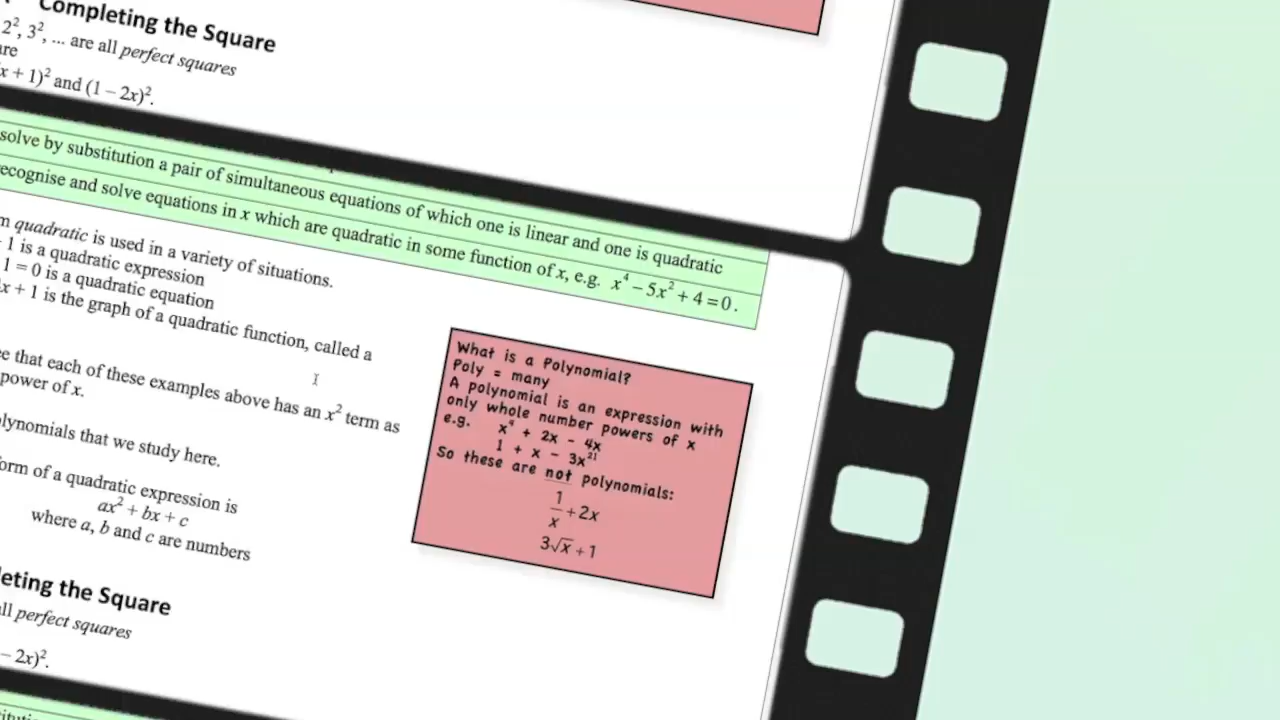 Completing the Square
2², 3², ... are all perfect squares
are
x + 1)² and (1 – 2x)².
solve by substitution a pair of simultaneous equations of which one is linear and one is quadratic
recognise and solve equations in x which are quadratic in some function of x, e.g. x⁴ – 5x² + 4 = 0.
m quadratic is used in a variety of situations.
1 is a quadratic expression
1 = 0 is a quadratic equation
x + 1 is the graph of a quadratic function, called a
ee that each of these examples above has an x² term as
power of x.
olynomials that we study here.
form of a quadratic expression is
ax² + bx + c
where a, b and c are numbers
What is a Polynomial?
Poly = many
A polynomial is an expression with
only whole number powers of x
e.g. x⁴ + 2x – 4x
1 + x – 3x²¹
So these are not polynomials:
1/x + 2x
3√x + 1
leting the Square
all perfect squares
– 2x)².